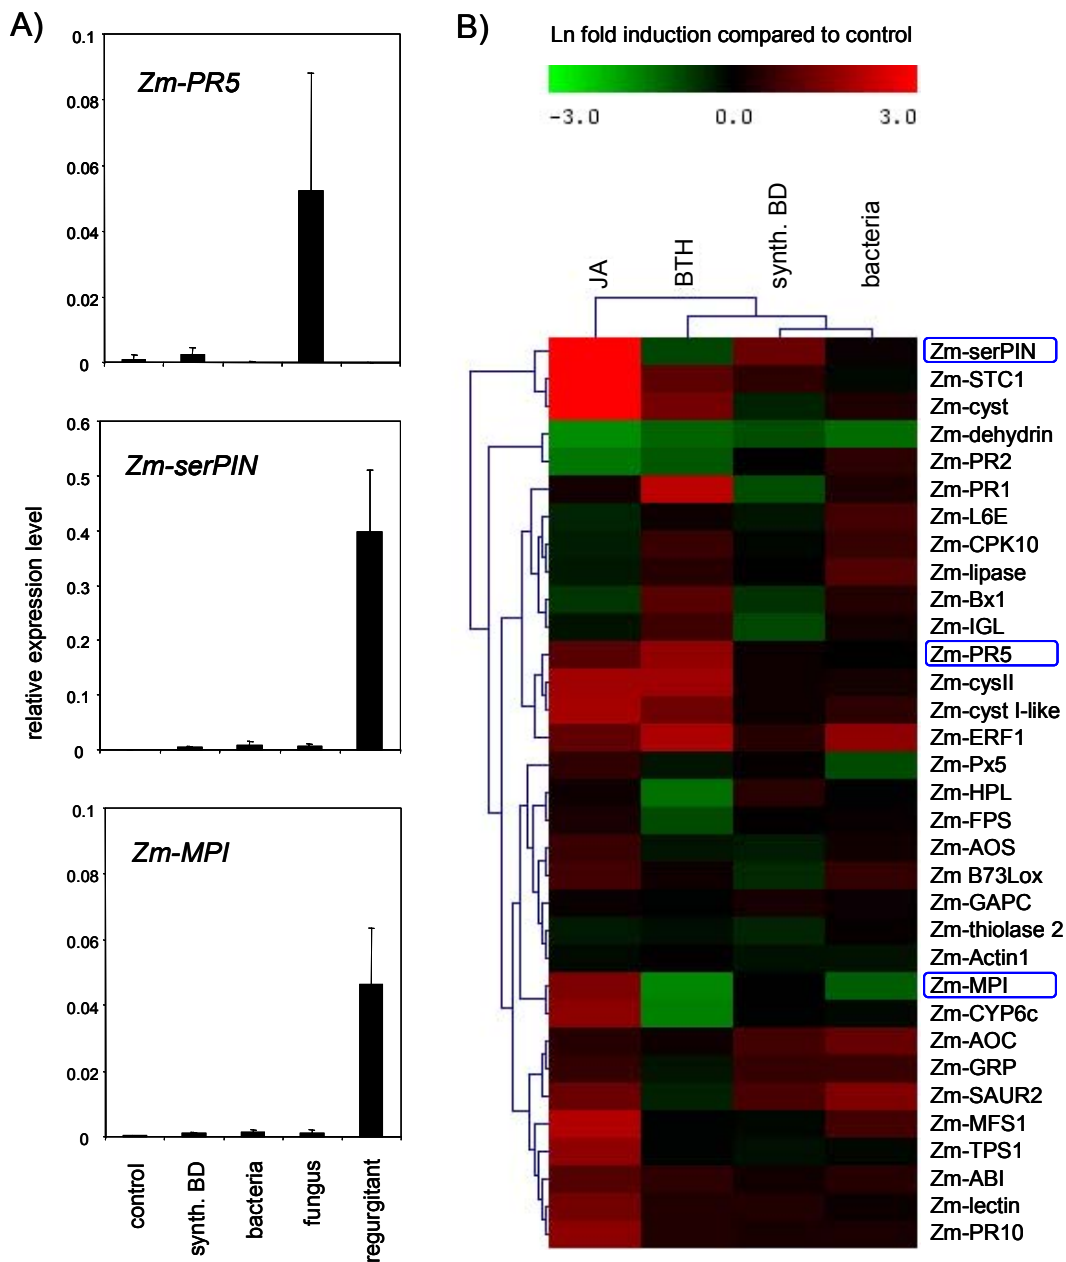 A)
0.1
Zm-PR5
0.08
0.06
0.04
0.02
0
0.6
Zm-serPIN
0.5
0.4
0.3
0.2
0.1
0
relative expression level
0.1
Zm-MPI
0.08
0.06
0.04
0.02
0
control
synth. BD
bacteria
fungus
regurgitant
B)
Ln fold induction compared to control
-3.0 0.0 3.0
JA
BTH
synth. BD
bacteria
Zm-serPIN
Zm-STC1
Zm-cyst
Zm-dehydrin
Zm-PR2
Zm-PR1
Zm-L6E
Zm-CPK10
Zm-lipase
Zm-Bx1
Zm-IGL
Zm-PR5
Zm-cysII
Zm-cyst I-like
Zm-ERF1
Zm-Px5
Zm-HPL
Zm-FPS
Zm-AOS
Zm B73Lox
Zm-GAPC
Zm-thiolase 2
Zm-Actin1
Zm-MPI
Zm-CYP6c
Zm-AOC
Zm-GRP
Zm-SAUR2
Zm-MFS1
Zm-TPS1
Zm-ABI
Zm-lectin
Zm-PR10